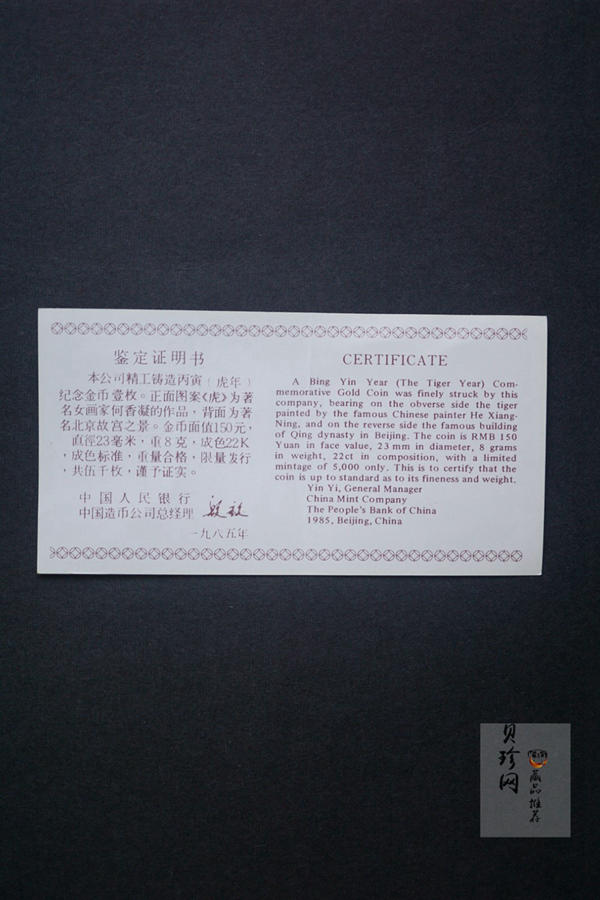 鉴定证明书
本公司精工铸造丙寅(虎年)
纪念金币壹枚。正面图案《虎》为著
名女画家何香凝的作品，背面为著
名北京故宫之景。金币面值150元，
直徑23毫米，重8克，成色22K
，成色标准，重量合格，限量发行
，共伍千枚，谨予证实。
中国人民银行
中国造币公司总经理
一九八五年
CERTIFICATE
A Bing Yin Year (The Tiger Year) Com-
memorative Gold Coin was finely struck by this
company, bearing on the obverse side the tiger
painted by the famous Chinese painter He Xiang-
Ning, and on the reverse side the famous building
of Qing dynasty in Beijing. The coin is RMB 150
Yuan in face value, 23 mm in diameter, 8 grams
in weight, 22ct in composition, with a limited
mintage of 5,000 only. This is to certify that the
coin is up to standard as to its fineness and weight.
Yin Yi, General Manager
China Mint Company
The People's Bank of China
1985, Beijing, China
贝珍网
藏品推荐